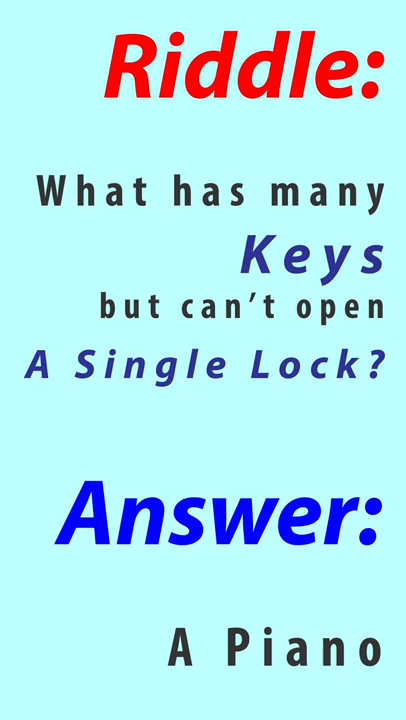 Riddle:
What has many
Keys
but can’t open
A Single Lock?
Answer:
A Piano